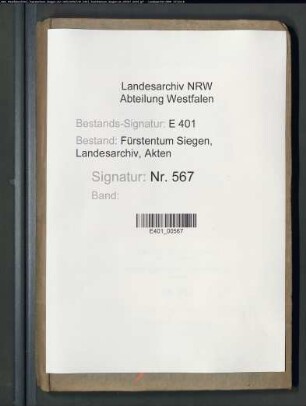 Landesarchiv NRW
Abteilung Westfalen
Bestands-Signatur: E 401
Bestand: Fürstentum Siegen,
Landesarchiv, Akten
Signatur: Nr. 567
Band:
E401_00567